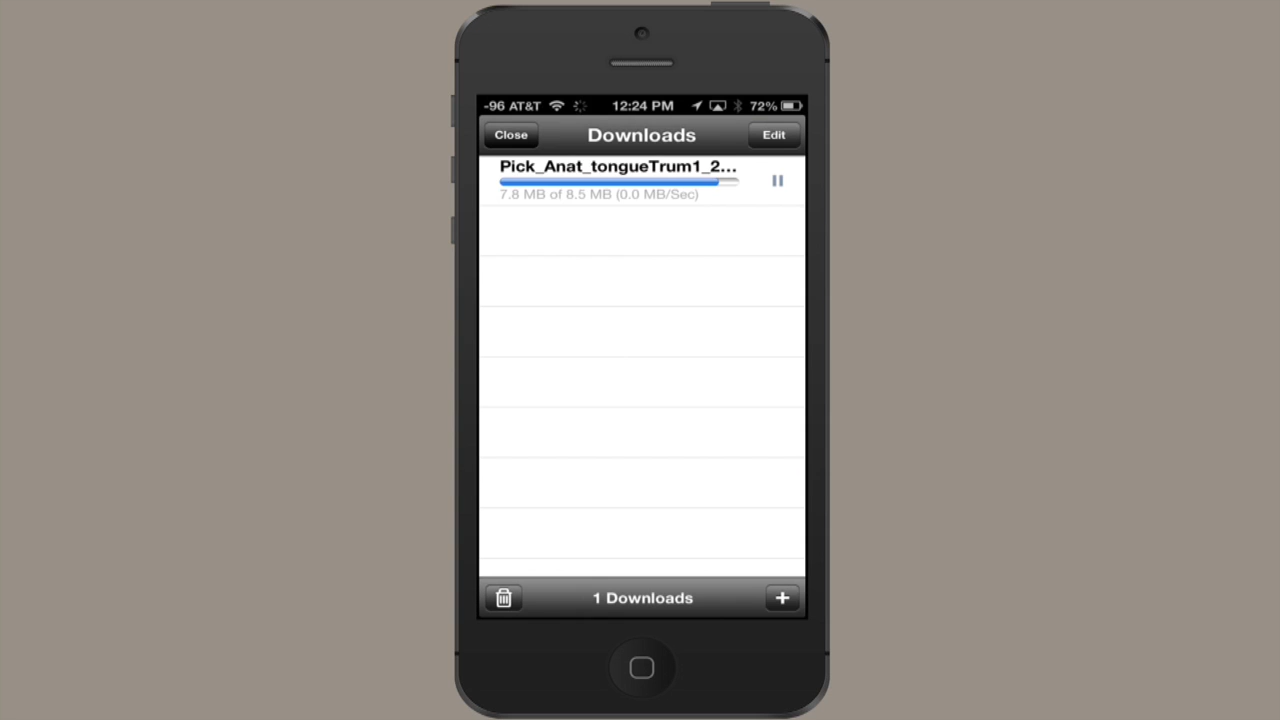 -96 AT&T 12:24 PM 72%
Close Downloads Edit
Pick_Anat_tongueTrum1_2...
7.8 MB of 8.5 MB (0.0 MB/Sec)
1 Downloads